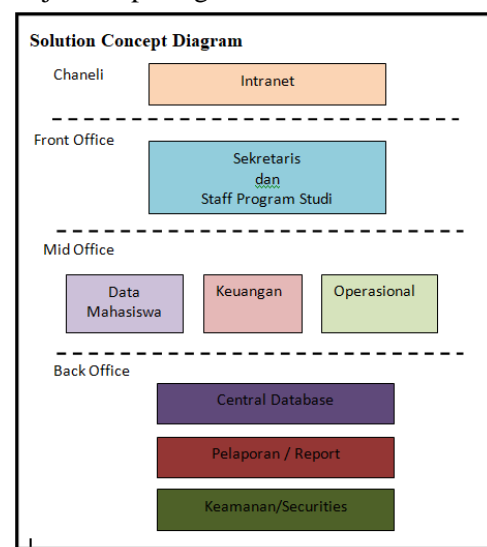 Solution Concept Diagram
Chaneli
Intranet
Front Office
Sekretaris
dan
Staff Program Studi
Mid Office
Data
Mahasiswa
Keuangan
Operasional
Back Office
Central Database
Pelaporan / Report
Keamanan/Securities